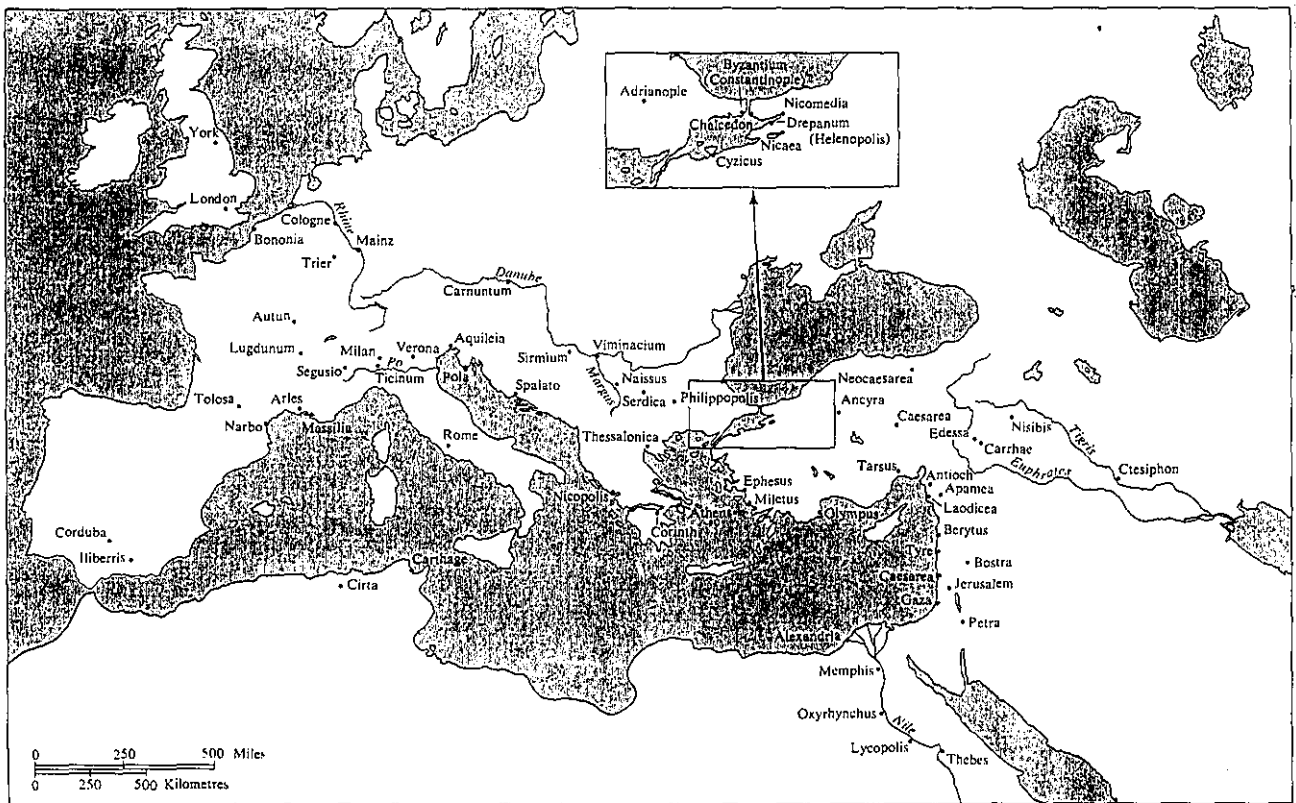 Byzantium
(Constantinople)
Adrianople
Nicomedia
Chalcedon
Drepanum
(Helenopolis)
Nicaea
Cyzicus
York
London
Cologne
Rhine
Bononia
Mainz
Trier
Danube
Carnuntum
Autun
Lugdunum
Milan
Verona
Aquileia
Po
Segusio
Ticinum
Pola
Sirmium
Viminacium
Margus
Naissus
Spalato
Serdica
Philippopolis
Neocaesarea
Ancyra
Tolosa
Arles
Narbo
Massilia
Rome
Thessalonica
Caesarea
Edessa
Carrhae
Nisibis
Tigris
Euphrates
Ctesiphon
Tarsus
Antioch
Apamea
Laodicea
Ephesus
Miletus
Nicopolis
Athens
Olympus
Corinth
Berytus
Tyre
Bostra
Caesarea
Jerusalem
Gaza
Petra
Corduba
Iliberris
Carthage
Cirta
Alexandria
Memphis
Oxyrhynchus
Nile
Lycopolis
Thebes
0 250 500 Miles
0 250 500 Kilometres